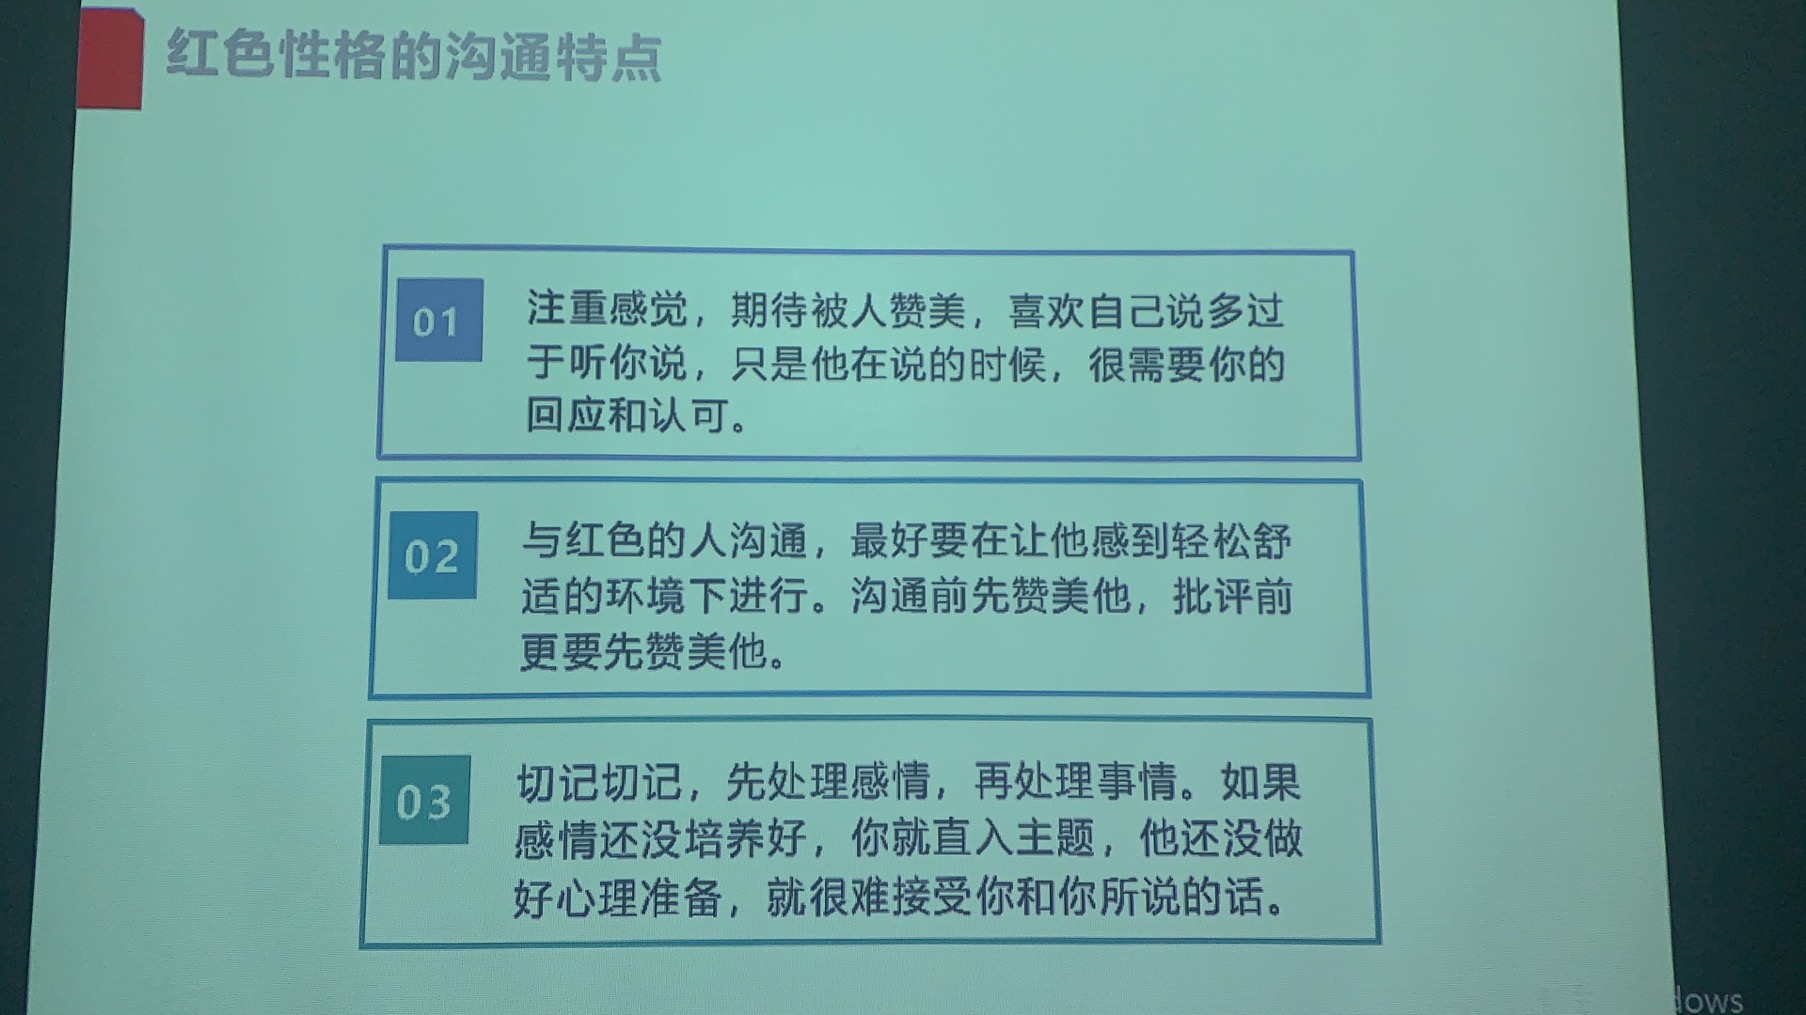 红色性格的沟通特点
01
注重感觉，期待被人赞美，喜欢自己说多过
于听你说，只是他在说的时候，很需要你的
回应和认可。
02
与红色的人沟通，最好要在让他感到轻松舒
适的环境下进行。沟通前先赞美他，批评前
更要先赞美他。
03
切记切记，先处理感情，再处理事情。如果
感情还没培养好，你就直入主题，他还没做
好心理准备，就很难接受你和你所说的话。
dows